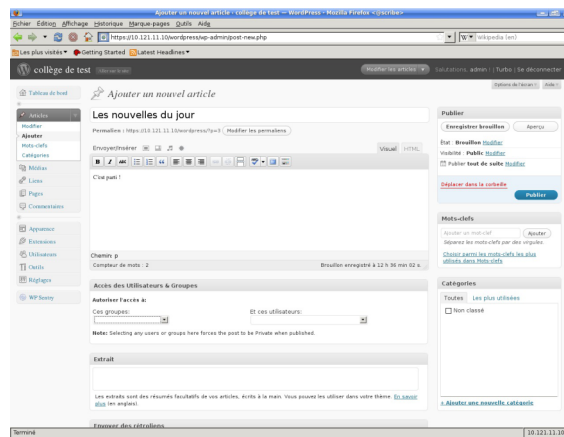 Ajouter un nouvel article · collège de test — WordPress - Mozilla Firefox <@scribe>
Fichier Édition Affichage Historique Marque-pages Outils Aide
https://10.121.11.10/wordpress/wp-admin/post-new.php
Wikipedia (en)
Les plus visités Getting Started Latest Headlines
collège de test
Modifier les articles
Salutations, admin ! | Turbo | Se déconnecter
Options de l'écran Aide
Tableau de bord
Articles
Modifier
Ajouter
Mots-clefs
Catégories
Médias
Liens
Pages
Commentaires
Apparence
Extensions
Utilisateurs
Outils
Réglages
Ajouter un nouvel article
Les nouvelles du jour
Permalien : https://10.121.11.10/wordpress/?p=3 Modifier les permaliens
Envoyer/Insérer
Visuel HTML
B I ABC
C'est parti !
Chemin: p
Compteur de mots : 2
Brouillon enregistré à 12 h 36 min 02 s.
Accès des Utilisateurs & Groupes
Autoriser l'accès à:
Ces groupes:
Et ces utilisateurs:
Note: Selecting any users or groups here forces the post to be Private when published.
Extrait
Les extraits sont des résumés facultatifs de vos articles, écrits à la main. Vous pouvez les utiliser dans votre thème. En savoir
plus (en anglais).
Envoyer des rétroliens
Publier
Enregistrer brouillon Aperçu
État : Brouillon Modifier
Visibilité : Public Modifier
Publier tout de suite Modifier
Déplacer dans la corbeille
Publier
Mots-clefs
Ajouter un mot-clef Ajouter
Séparez les mots-clefs par des virgules.
Choisir parmi les mots-clefs les plus
utilisés dans Mots-clefs
Catégories
Toutes Les plus utilisées
Non classé
+ Ajouter une nouvelle catégorie
Terminé
10.121.11.10